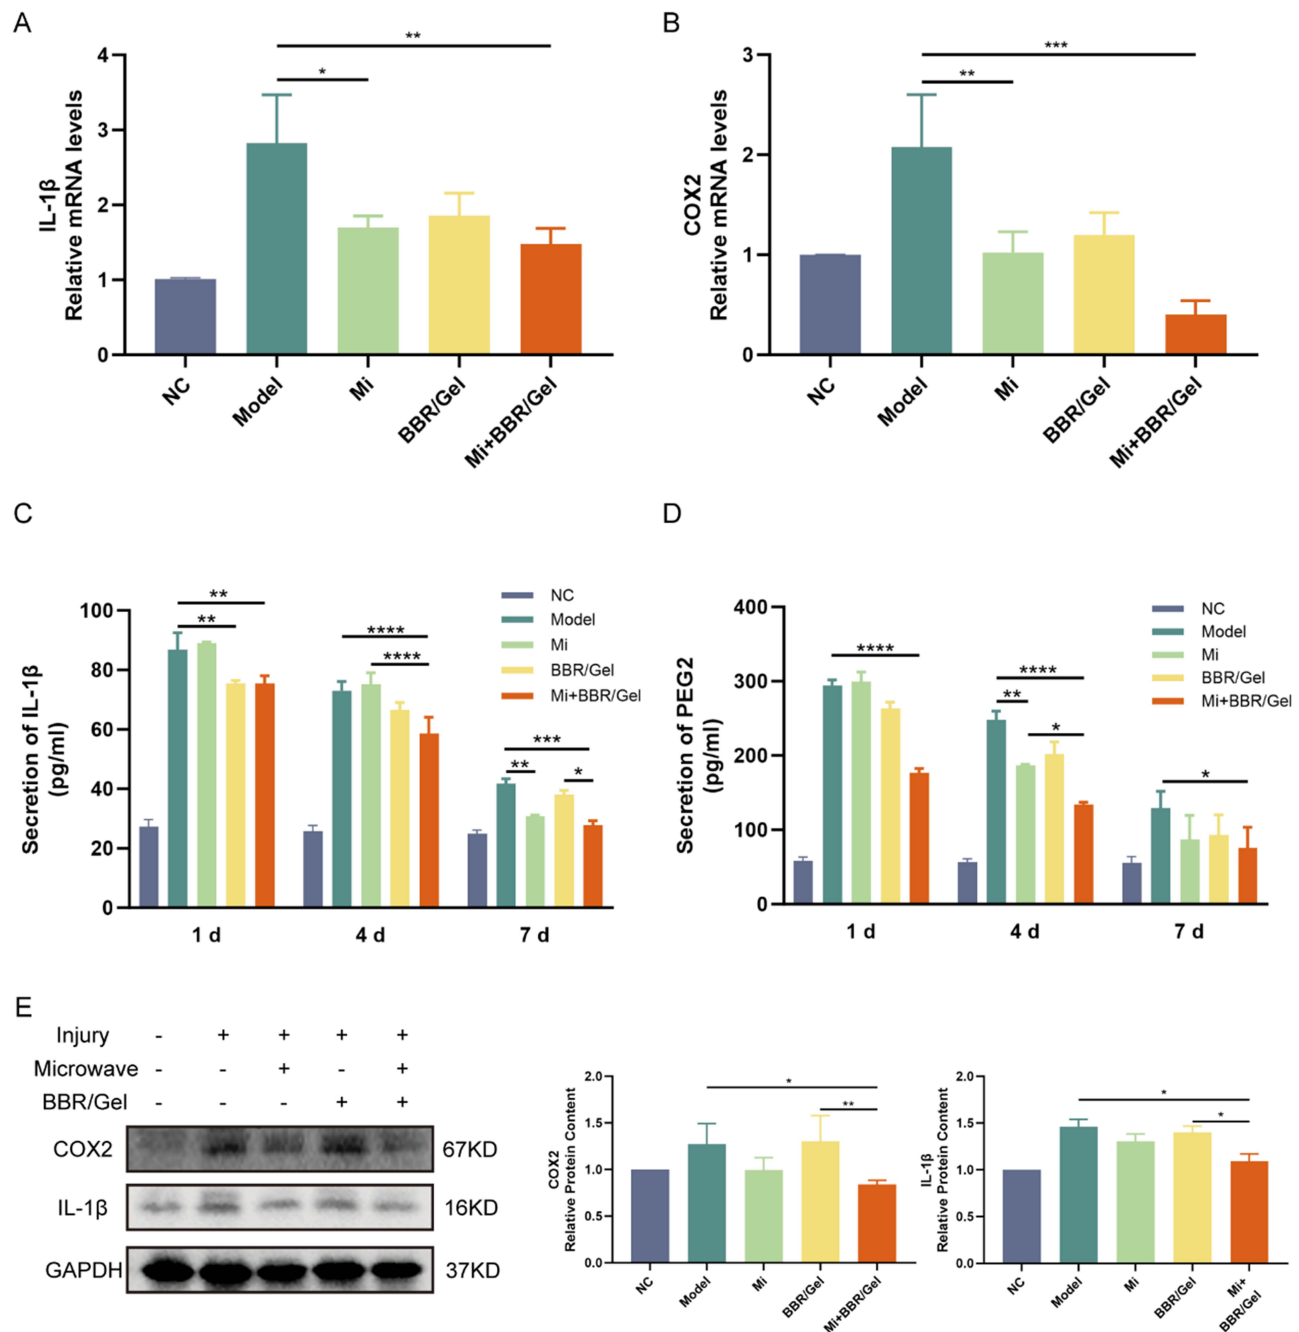 A
IL-1β
Relative mRNA levels
4
3
2
1
0
**
*
NC
Model
Mi
BBR/Gel
Mi+BBR/Gel
B
COX2
Relative mRNA levels
3
2
1
0
***
**
NC
Model
Mi
BBR/Gel
Mi+BBR/Gel
C
Secretion of IL-1β
(pg/ml)
100
80
60
40
20
0
**
**
****
****
***
**
*
NC
Model
Mi
BBR/Gel
Mi+BBR/Gel
1 d
4 d
7 d
D
Secretion of PEG2
(pg/ml)
400
300
200
100
0
****
****
**
*
*
NC
Model
Mi
BBR/Gel
Mi+BBR/Gel
1 d
4 d
7 d
E
Injury - + + + +
Microwave - - + - +
BBR/Gel - - - + +
COX2 67KD
IL-1β 16KD
GAPDH 37KD
COX2
Relative Protein Content
2.0
1.5
1.0
0.5
0.0
*
**
NC
Model
Mi
BBR/Gel
Mi+BBR/Gel
IL-1β
Relative Protein Content
2.0
1.5
1.0
0.5
0.0
*
*
NC
Model
Mi
BBR/Gel
Mi+
BBR/Gel